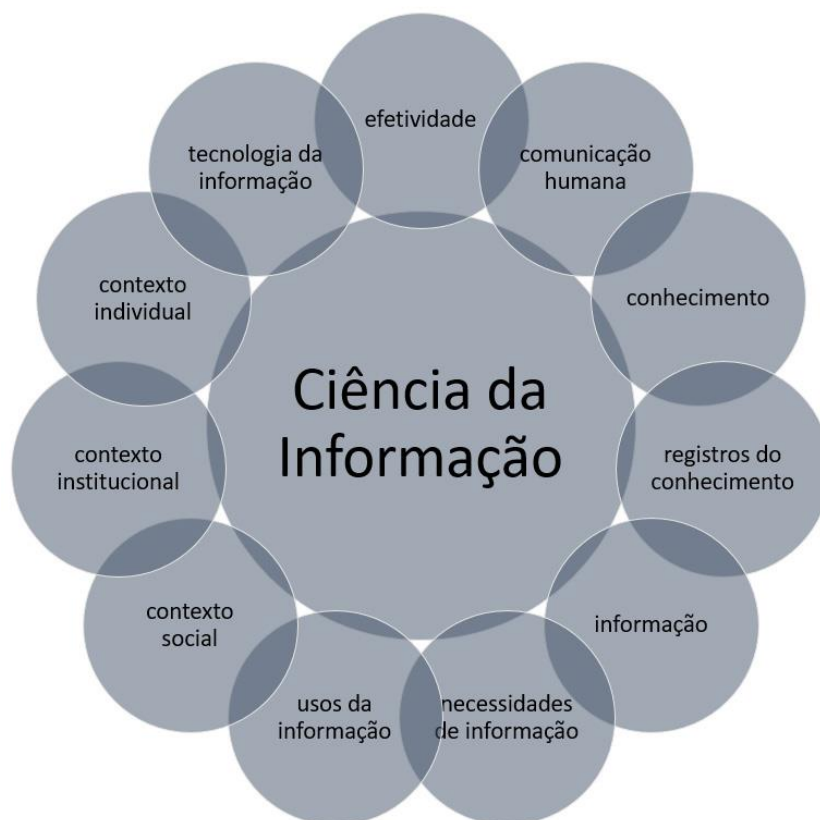 efetividade
comunicação
humana
conhecimento
registros do
conhecimento
informação
necessidades
de informação
usos da
informação
contexto
social
contexto
institucional
contexto
individual
tecnologia da
informação
Ciência da
Informação